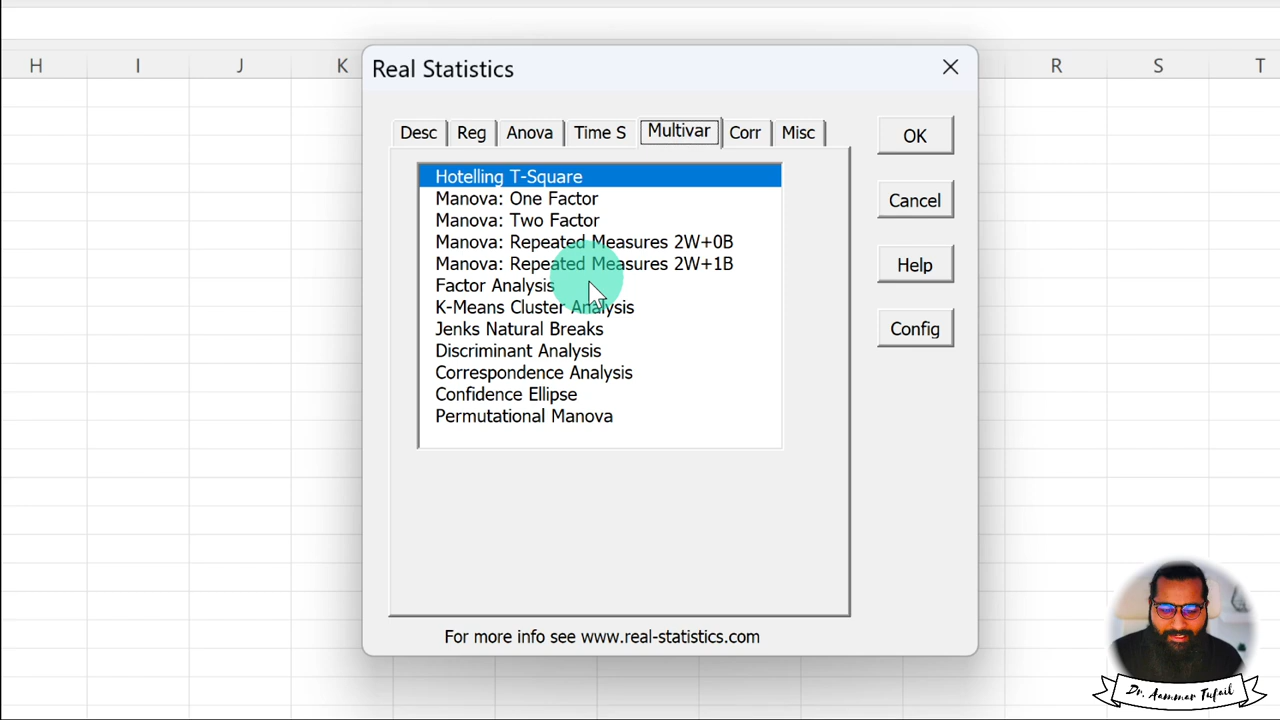 H I J K R S T
Real Statistics
Desc Reg Anova Time S Multivar Corr Misc
OK
Cancel
Help
Config
Hotelling T-Square
Manova: One Factor
Manova: Two Factor
Manova: Repeated Measures 2W+0B
Manova: Repeated Measures 2W+1B
Factor Analysis
K-Means Cluster Analysis
Jenks Natural Breaks
Discriminant Analysis
Correspondence Analysis
Confidence Ellipse
Permutational Manova
For more info see www.real-statistics.com
Dr. Aammar Tufail